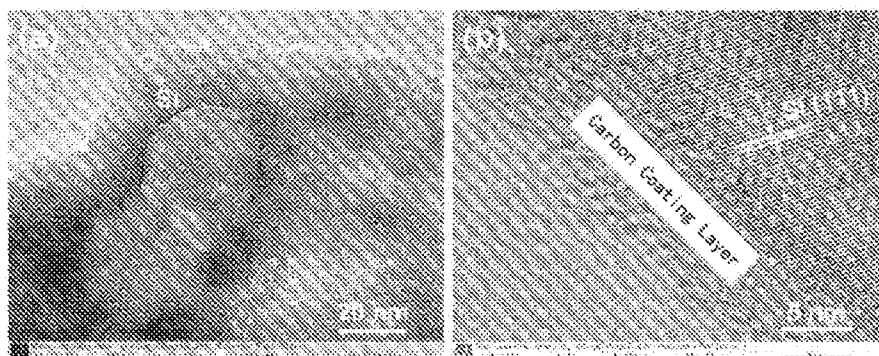 (a)
Si
20 nm
(b)
Si (111)
Carbon Coating Layer
5 nm